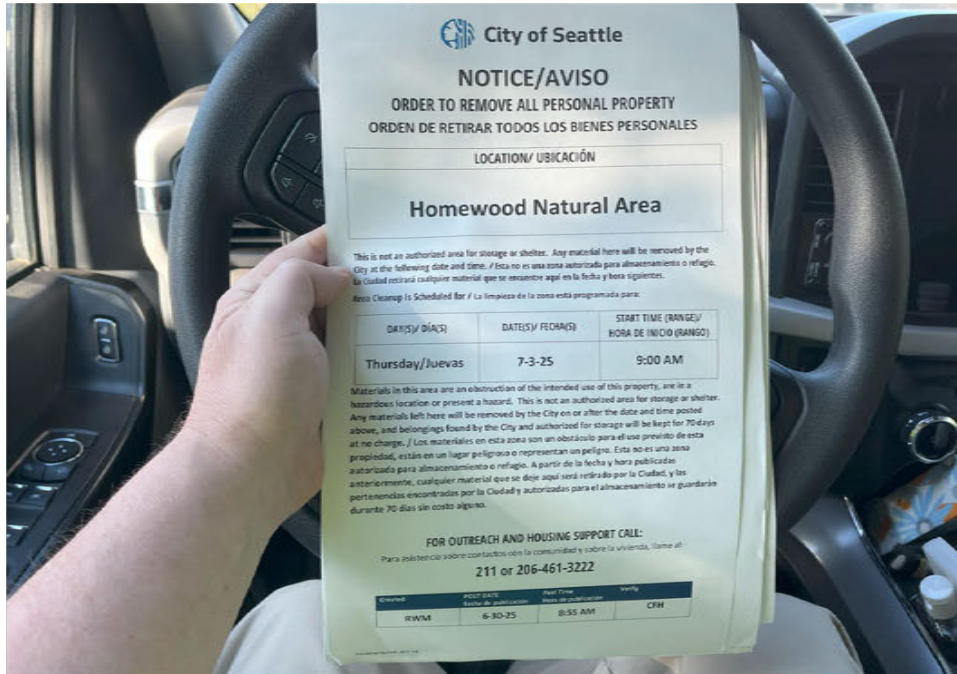 City of Seattle
NOTICE/AVISO
ORDER TO REMOVE ALL PERSONAL PROPERTY
ORDEN DE RETIRAR TODOS LOS BIENES PERSONALES
LOCATION/ UBICACIÓN
Homewood Natural Area
This is not an authorized area for storage or shelter. Any material here will be removed by the
City at the following date and time. / Esta no es una zona autorizada para almacenamiento o refugio.
La Ciudad retirará cualquier material que se encuentre aquí en la fecha y hora siguientes.
Area Cleanup Is Scheduled for / La limpieza de la zona está programada para:
DAY(S)/ DÍA(S) DATE(S)/ FECHA(S) START TIME (RANGE)/
HORA DE INICIO (RANGO)
Thursday/Juevas 7-3-25 9:00 AM
Materials in this area are an obstruction of the intended use of this property, are in a
hazardous location or present a hazard. This is not an authorized area for storage or shelter.
Any materials left here will be removed by the City on or after the date and time posted
above, and belongings found by the City and authorized for storage will be kept for 70 days
at no charge. / Los materiales en esta zona son un obstáculo para el uso previsto de esta
propiedad, están en un lugar peligroso o representan un peligro. Esta no es una zona
autorizada para almacenamiento o refugio. A partir de la fecha y hora publicadas
anteriormente, cualquier material que se deje aquí será retirado por la Ciudad, y las
pertenencias encontradas por la Ciudad y autorizadas para el almacenamiento se guardarán
durante 70 días sin costo alguno.
FOR OUTREACH AND HOUSING SUPPORT CALL:
Para asistencia sobre contactos con la comunidad y sobre la vivienda, llame al:
211 or 206-461-3222
Created POST DATE Post Time Verify
Fecha de publicación Hora de publicación
RWM 6-30-25 8:55 AM CFH